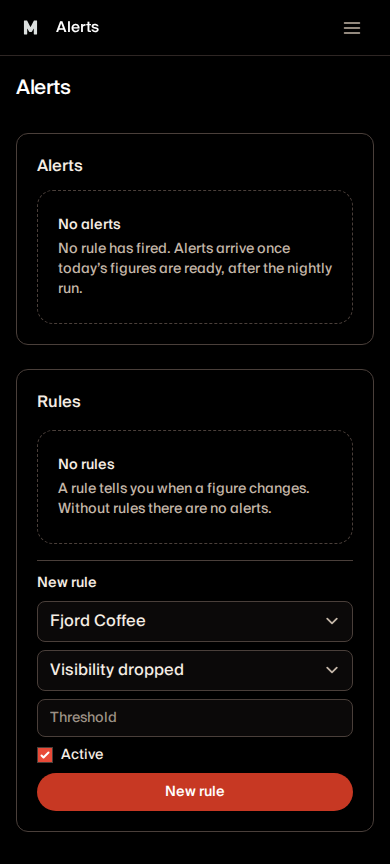 M Alerts
Alerts
Alerts
No alerts
No rule has fired. Alerts arrive once
today's figures are ready, after the nightly
run.
Rules
No rules
A rule tells you when a figure changes.
Without rules there are no alerts.
New rule
Fjord Coffee
Visibility dropped
Threshold
Active
New rule